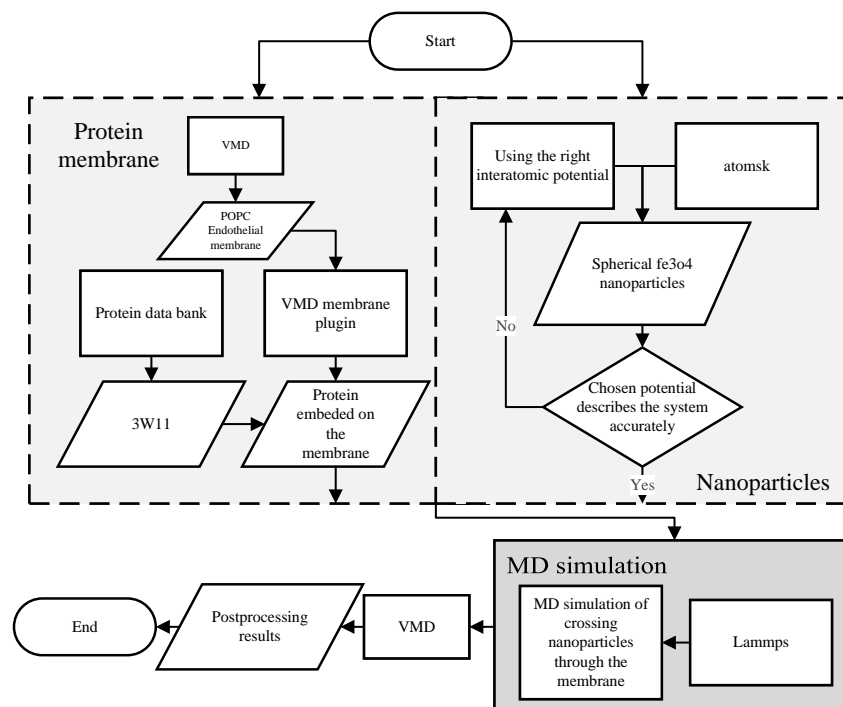 Start
Protein
membrane
VMD
POPC
Endothelial
membrane
Protein data bank
VMD membrane
plugin
3W11
Protein
embeded on
the
membrane
Using the right
interatomic potential
atomsk
Spherical fe3o4
nanoparticles
No
Chosen potential
describes the system
accurately
Yes
Nanoparticles
MD simulation
MD simulation of
crossing
nanoparticles
through the
membrane
Lammps
VMD
Postprocessing
results
End